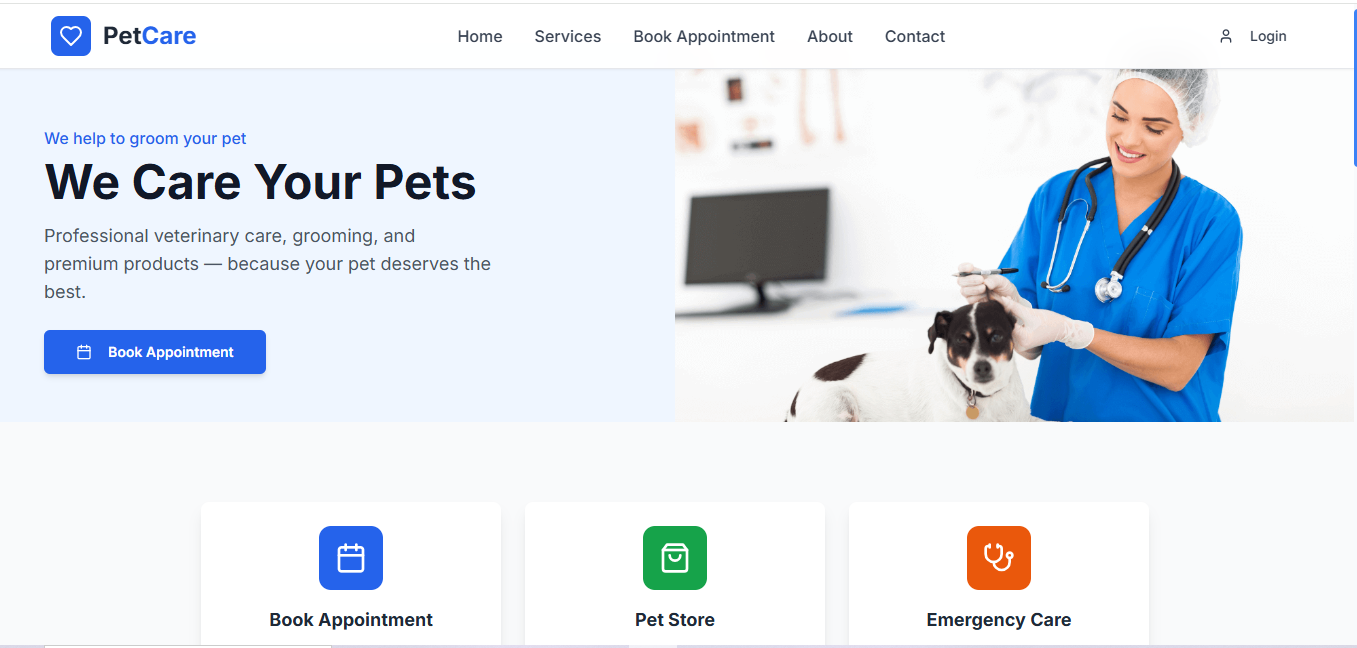 PetCare
Home
Services
Book Appointment
About
Contact
Login
We help to groom your pet
We Care Your Pets
Professional veterinary care, grooming, and
premium products — because your pet deserves the
best.
Book Appointment
Book Appointment
Pet Store
Emergency Care